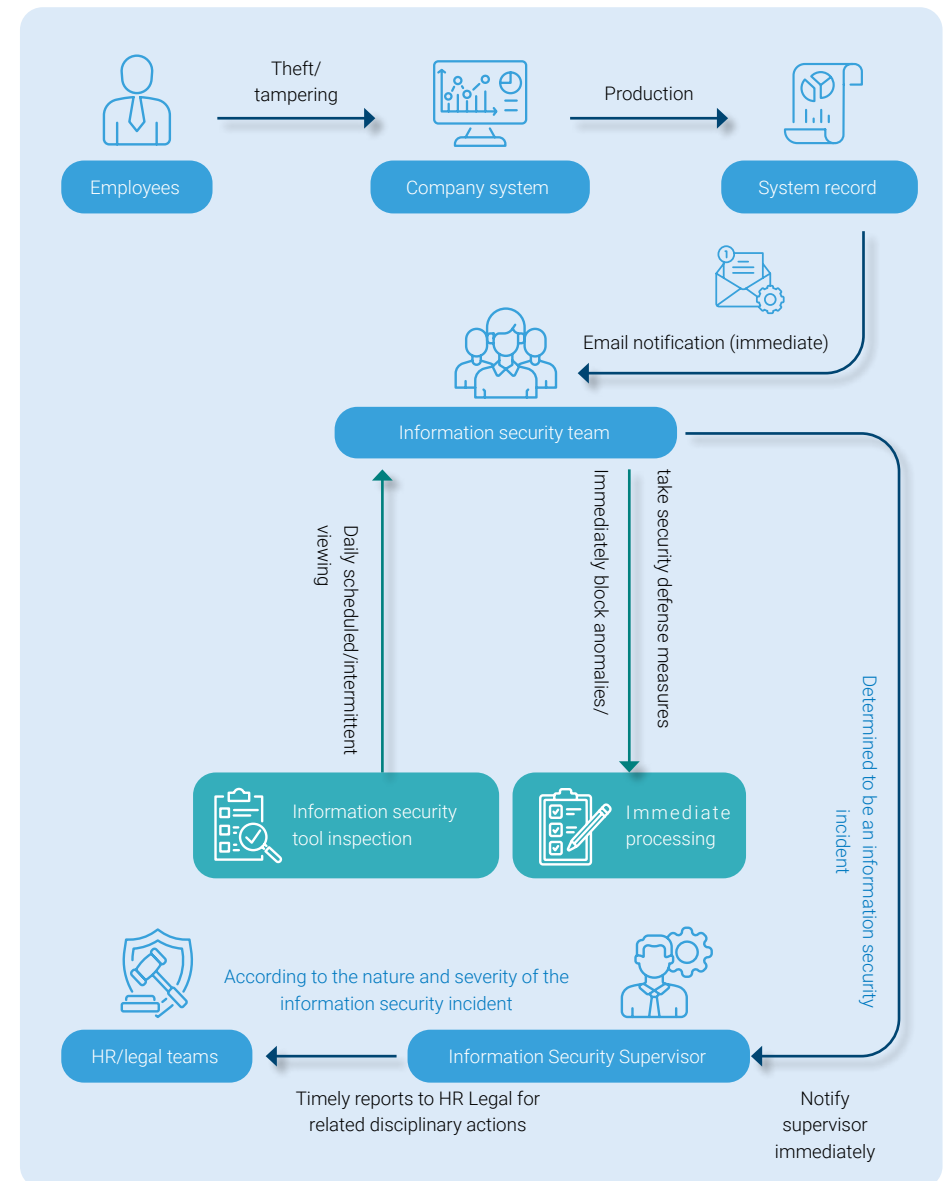 Theft/
tampering
Production
Employees
Company system
System record
1
Email notification (immediate)
Information security team
Daily scheduled/intermittent
viewing
Immediately block anomalies/
take security defense measures
Determined to be an information security
incident
Information security
tool inspection
Immediate
processing
According to the nature and severity of the
information security incident
HR/legal teams
Information Security Supervisor
Timely reports to HR Legal for
related disciplinary actions
Notify
supervisor
immediately